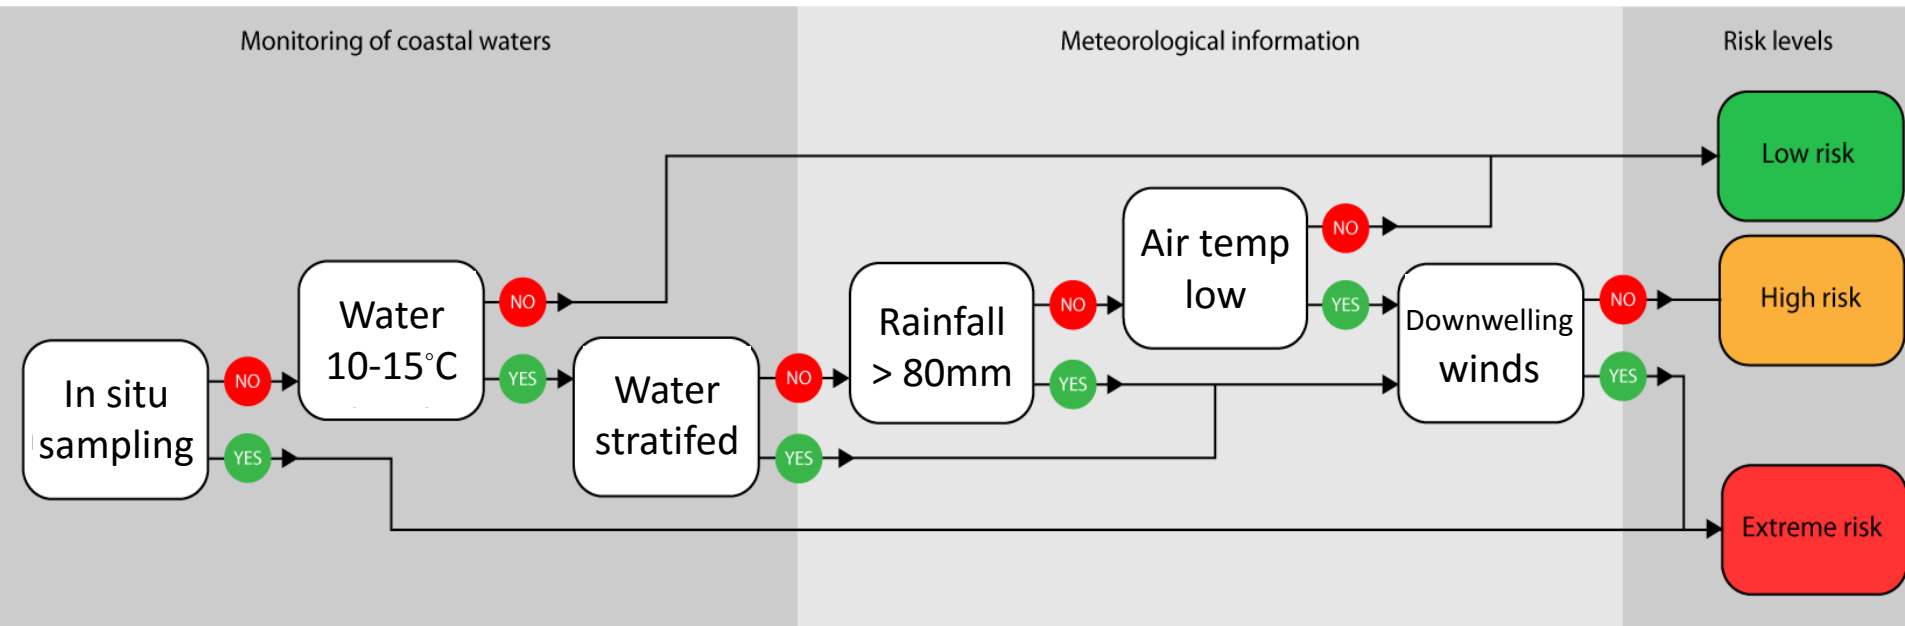 Monitoring of coastal waters
Meteorological information
Risk levels
In situ
sampling
NO
YES
Water
10-15°C
NO
YES
Water
stratifed
NO
YES
Rainfall
> 80mm
NO
YES
Air temp
low
NO
YES
Downwelling
winds
NO
YES
Low risk
High risk
Extreme risk